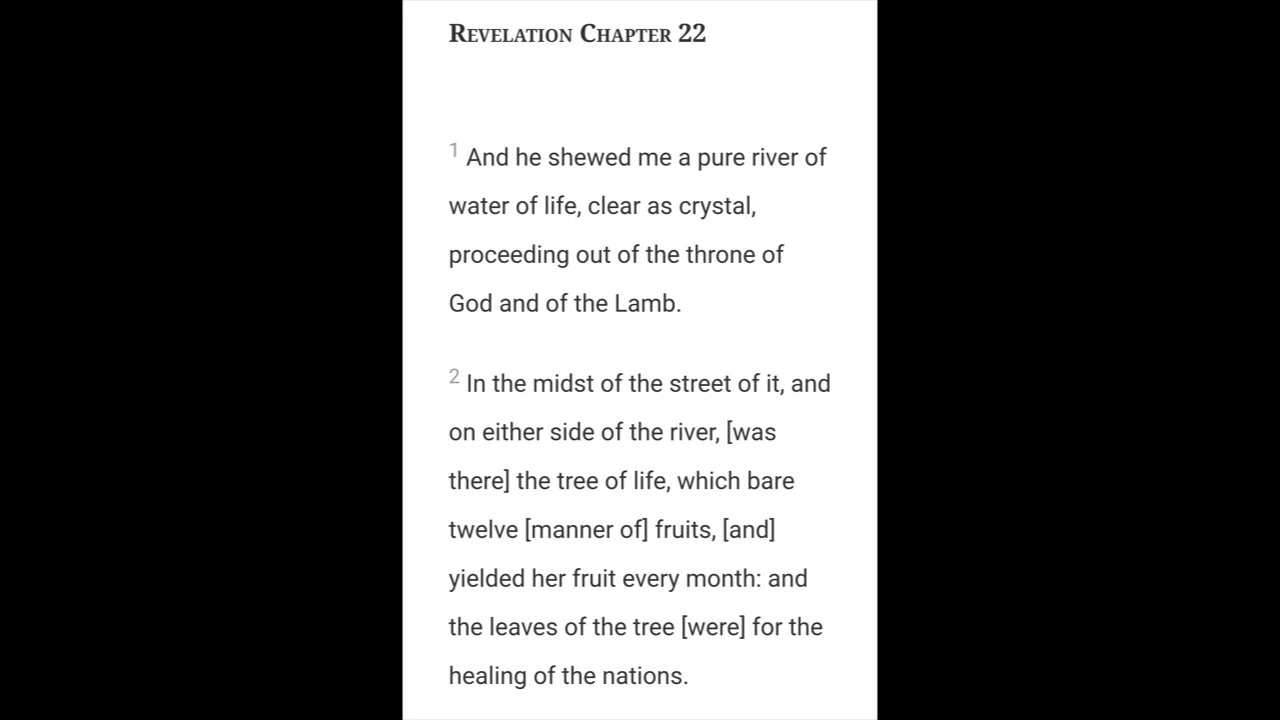 Revelation Chapter 22
1 And he shewed me a pure river of
water of life, clear as crystal,
proceeding out of the throne of
God and of the Lamb.
2 In the midst of the street of it, and
on either side of the river, [was
there] the tree of life, which bare
twelve [manner of] fruits, [and]
yielded her fruit every month: and
the leaves of the tree [were] for the
healing of the nations.